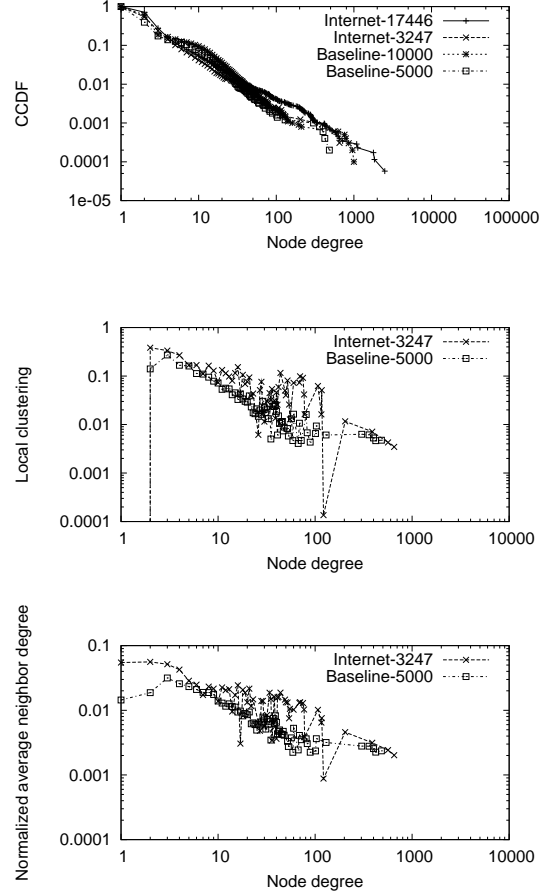 Internet-17446
Internet-3247
Baseline-10000
Baseline-5000
1
0.1
0.01
0.001
0.0001
1e-05
CCDF
1 10 100 1000 10000 100000
Node degree
Internet-3247
Baseline-5000
1
0.1
0.01
0.001
0.0001
Local clustering
1 10 100 1000 10000
Node degree
Internet-3247
Baseline-5000
0.1
0.01
0.001
0.0001
Normalized average neighbor degree
1 10 100 1000 10000
Node degree